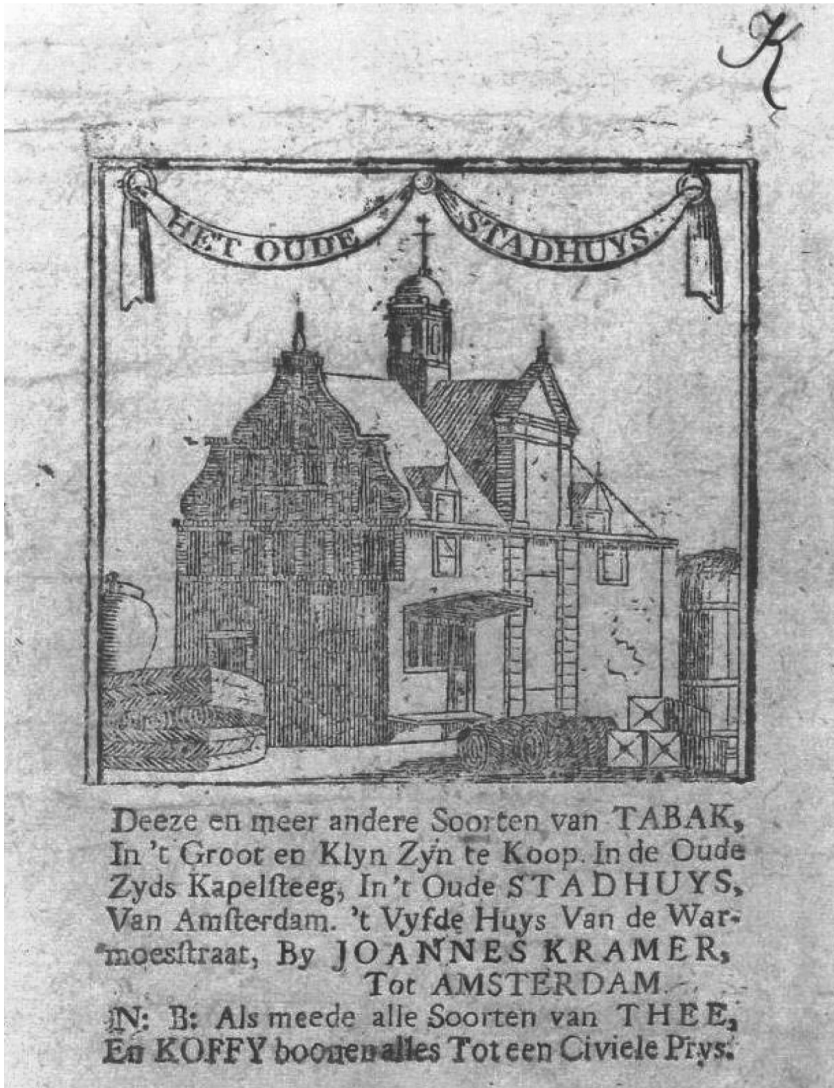 K
HET OUDE STADHUYS.
Deeze en meer andere Soorten van TABAK,
In 't Groot en Klyn Zyn te Koop. In de Oude
Zyds Kapelſteeg, In't Oude STADHUYS,
Van Amſterdam. 't Vyfde Huys Van de War-
moesſtraat, By JOANNES KRAMER,
Tot AMSTERDAM.
N: B: Als meede alle Soorten van THEE,
En KOFFY boonen alles Tot een Civiele Prys.